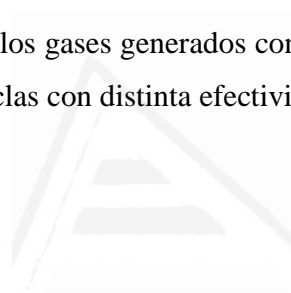 los gases generados con
clas con distinta efectivi